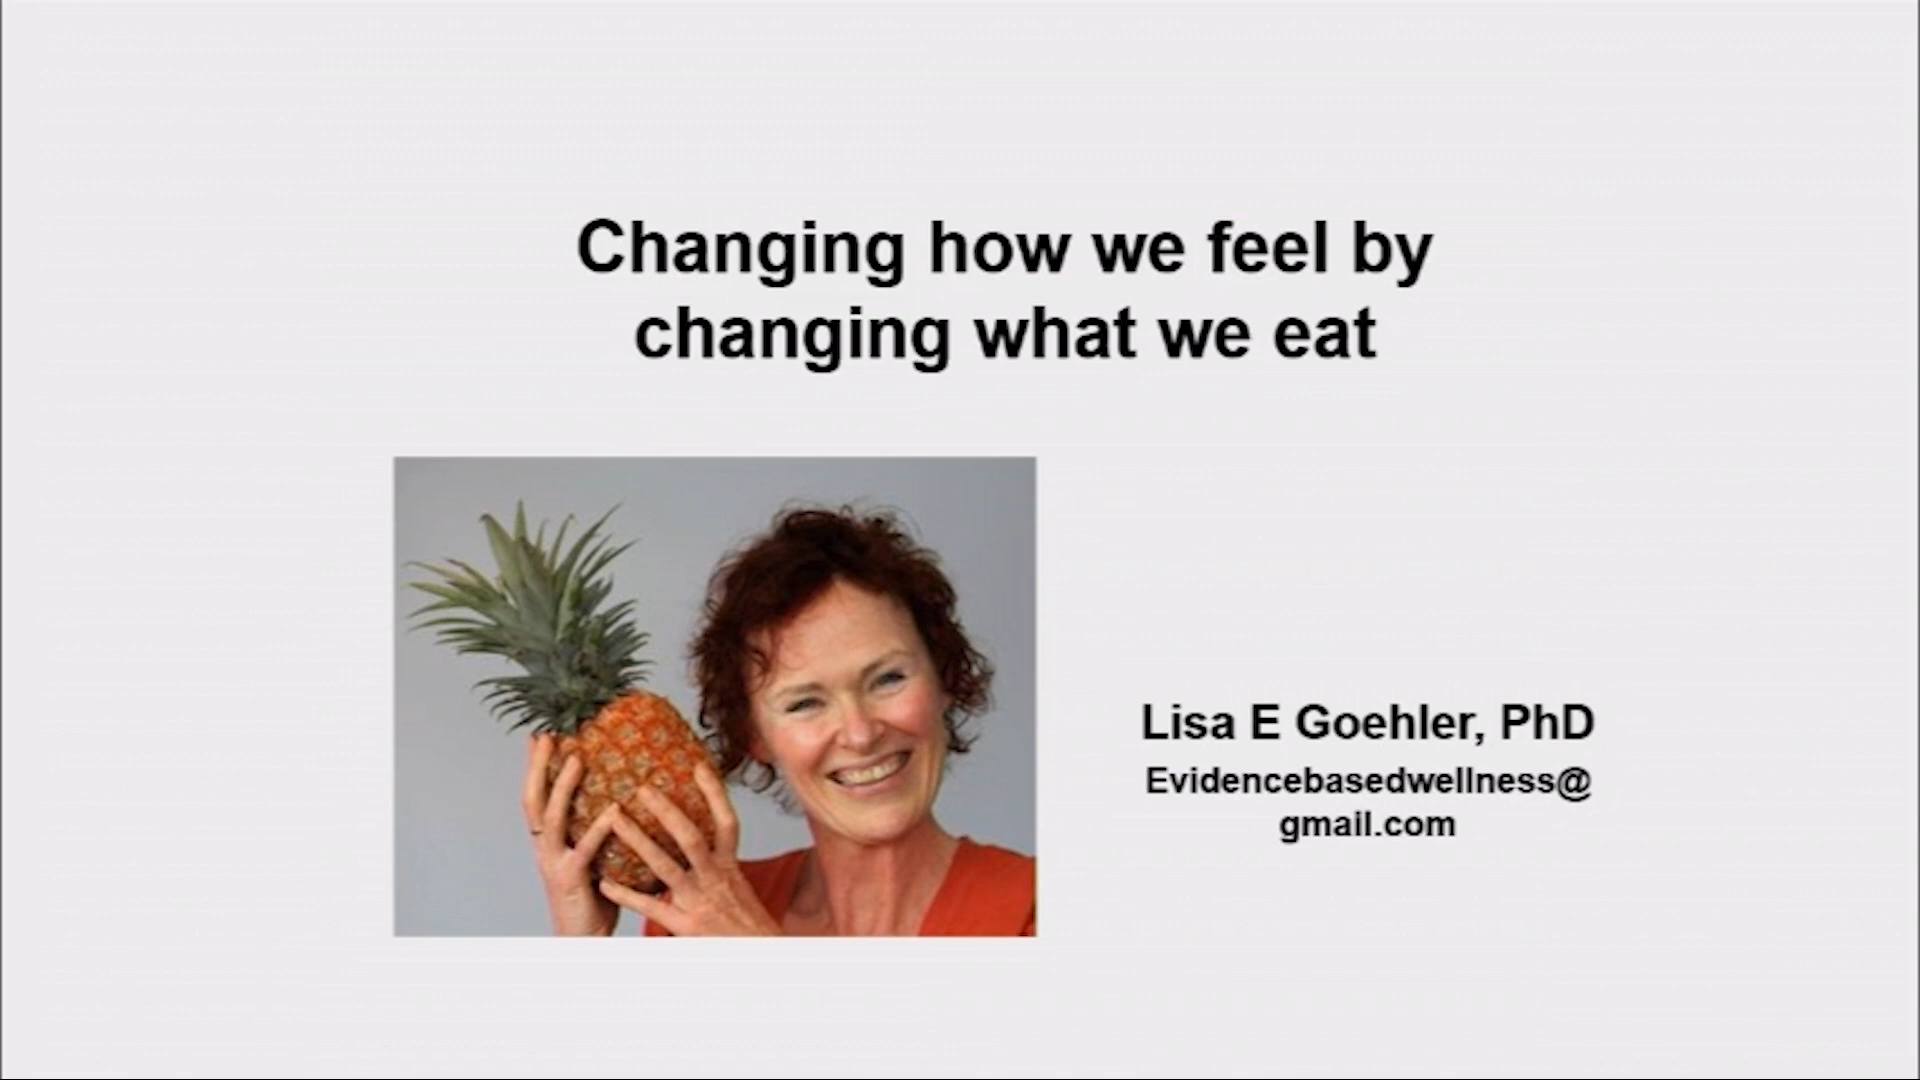 Changing how we feel by
changing what we eat
Lisa E Goehler, PhD
Evidencebasedwellness@
gmail.com